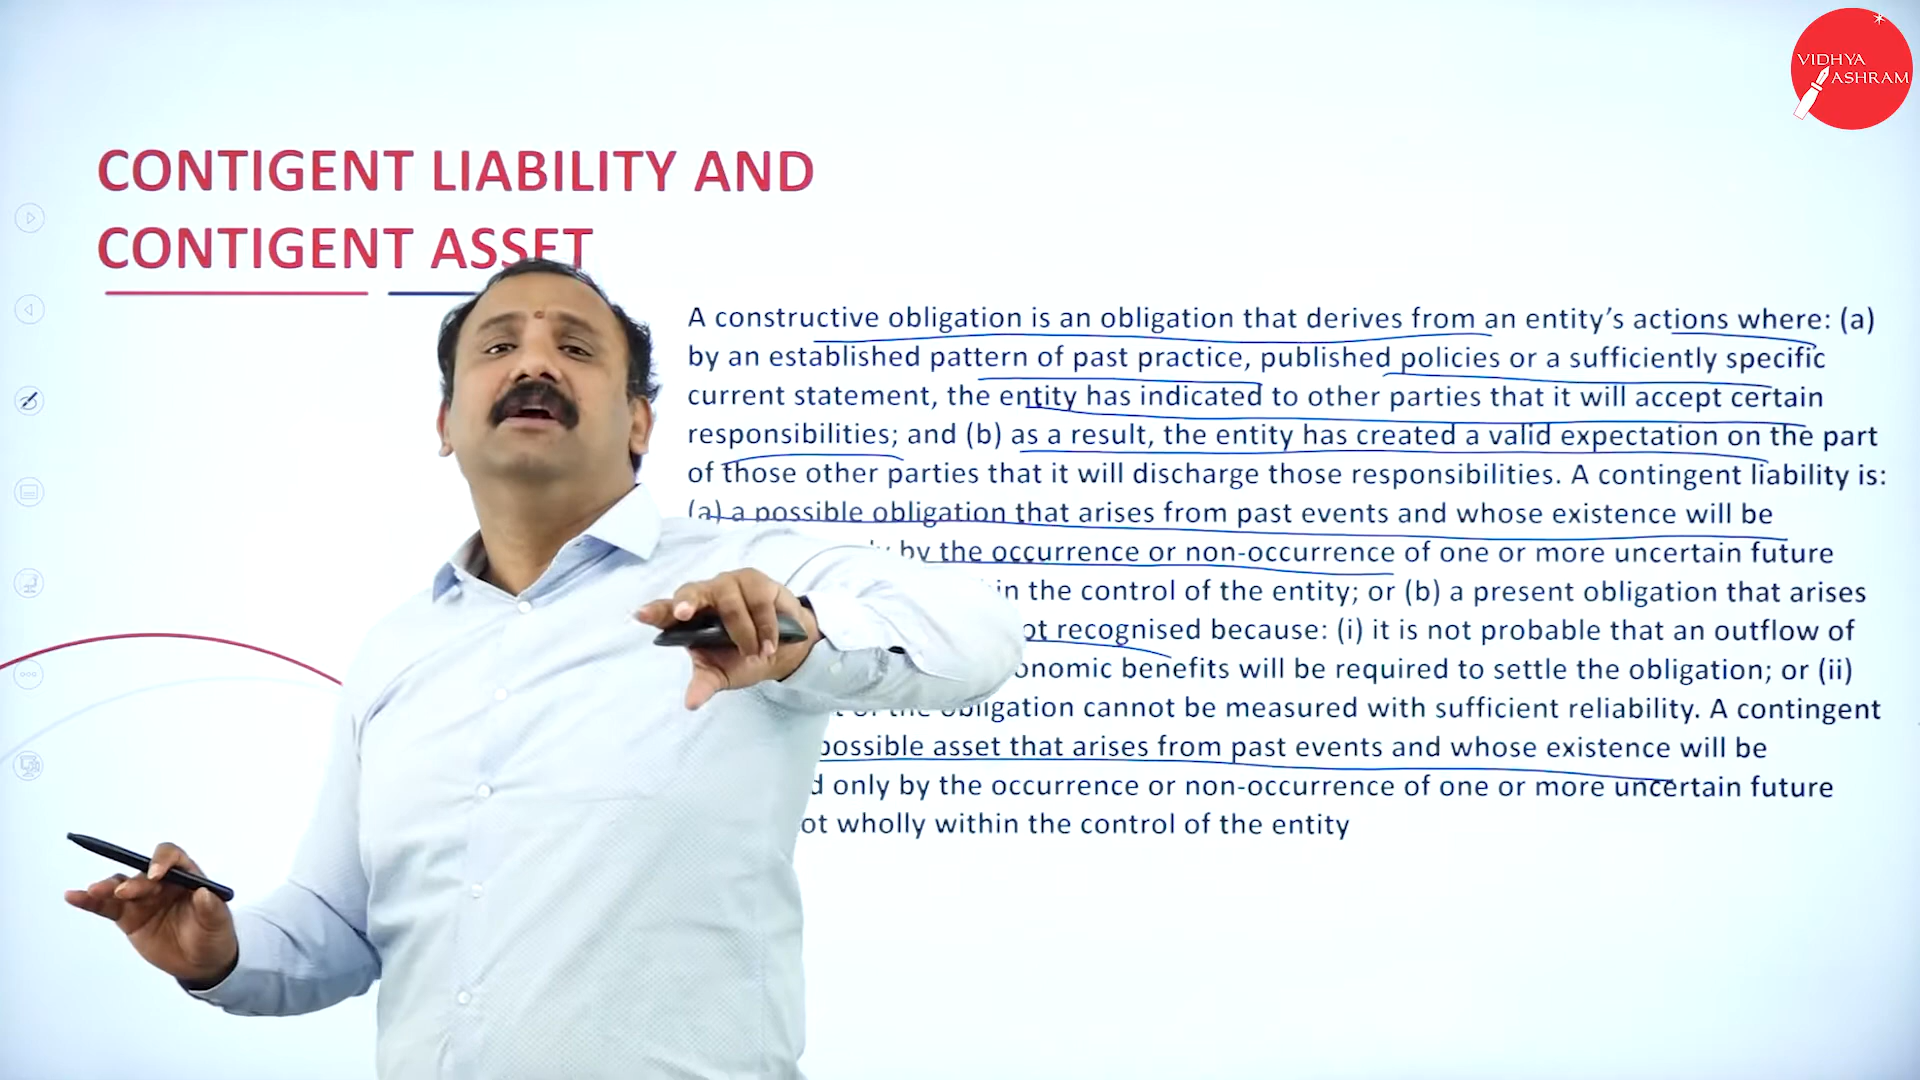 VIDHYA
ASHRAM
CONTIGENT LIABILITY AND
CONTIGENT ASSET
A constructive obligation is an obligation that derives from an entity’s actions where: (a)
by an established pattern of past practice, published policies or a sufficiently specific
current statement, the entity has indicated to other parties that it will accept certain
responsibilities; and (b) as a result, the entity has created a valid expectation on the part
of those other parties that it will discharge those responsibilities. A contingent liability is:
(a) a possible obligation that arises from past events and whose existence will be
by the occurrence or non-occurrence of one or more uncertain future
in the control of the entity; or (b) a present obligation that arises
recognised because: (i) it is not probable that an outflow of
benefits will be required to settle the obligation; or (ii)
the obligation cannot be measured with sufficient reliability. A contingent
possible asset that arises from past events and whose existence will be
only by the occurrence or non-occurrence of one or more uncertain future
wholly within the control of the entity